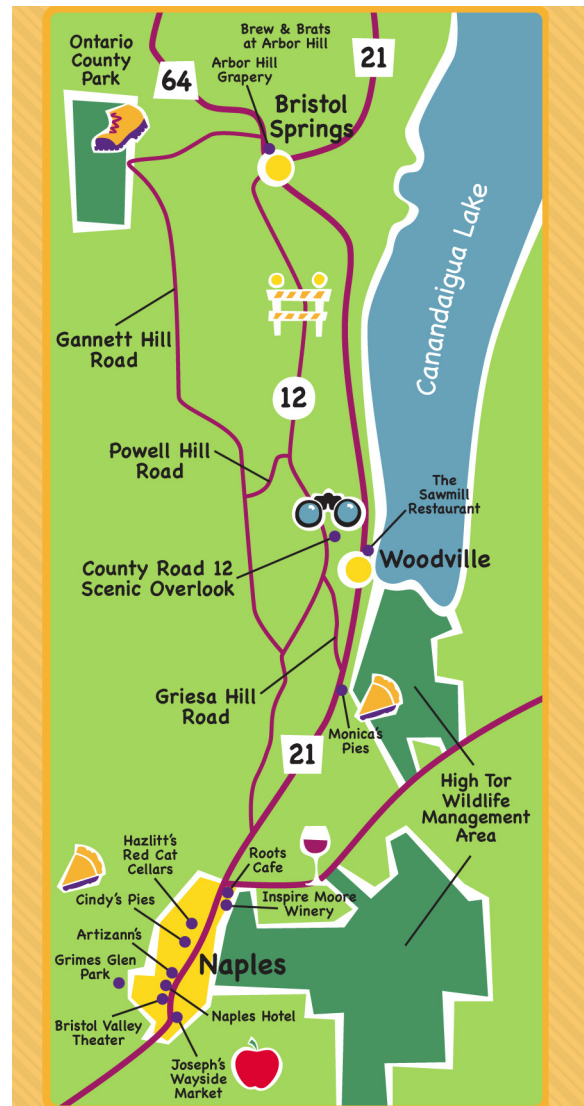 Ontario
County
Park
64
Brew & Brats
at Arbor Hill
Arbor Hill
Grapery
21
Bristol
Springs
Canandaigua Lake
Gannett Hill
Road
12
Powell Hill
Road
The
Sawmill
Restaurant
County Road 12
Scenic Overlook
Woodville
Griesa Hill
Road
Monica's
Pies
21
High Tor
Wildlife
Management
Area
Hazlitt's
Red Cat
Cellars
Roots
Cafe
Cindy's Pies
Inspire Moore
Winery
Artizann's
Grimes Glen
Park
Naples
Naples Hotel
Bristol Valley
Theater
Joseph's
Wayside
Market